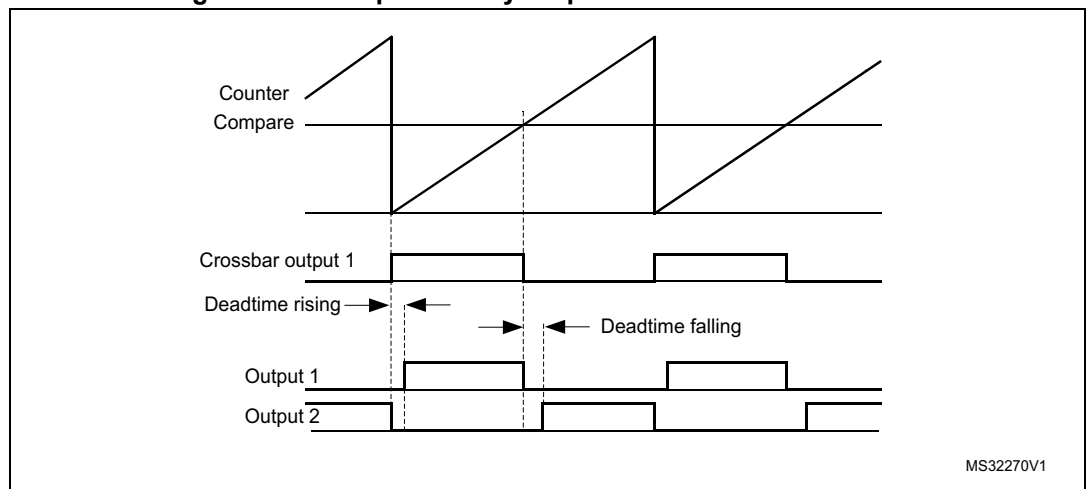 Counter
Compare
Crossbar output 1
Deadtime rising
Deadtime falling
Output 1
Output 2
MS32270V1